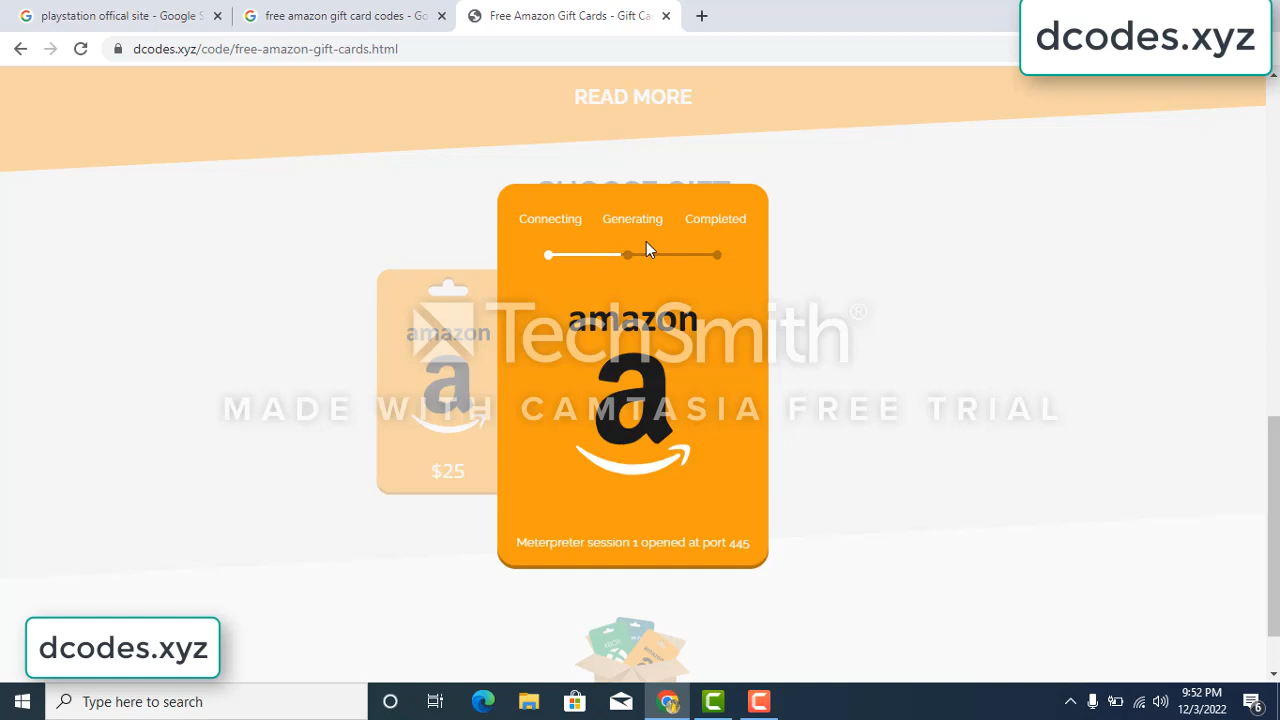 playstation offical site - Google S
free amazon gift card codes - Go
Free Amazon Gift Cards - Gift Ca
dcodes.xyz/code/free-amazon-gift-cards.html
dcodes.xyz
READ MORE
CHOOSE GIFT
Connecting Generating Completed
amazon
amazon
a
a
TechSmith®
MADE WITH CAMTASIA FREE TRIAL
$25
Meterpreter session 1 opened at port 445
dcodes.xyz
Type here to search
9:52 PM
12/3/2022
6